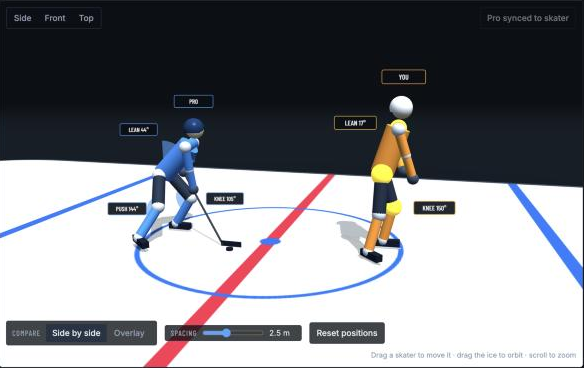 Side Front Top
Pro synced to skater
YOU
PRO
LEAN 17°
LEAN 44°
KNEE 105°
PUSH 144°
KNEE 150°
COMPARE Side by side Overlay
SPACING 2.5 m
Reset positions
Drag a skater to move it · drag the ice to orbit · scroll to zoom